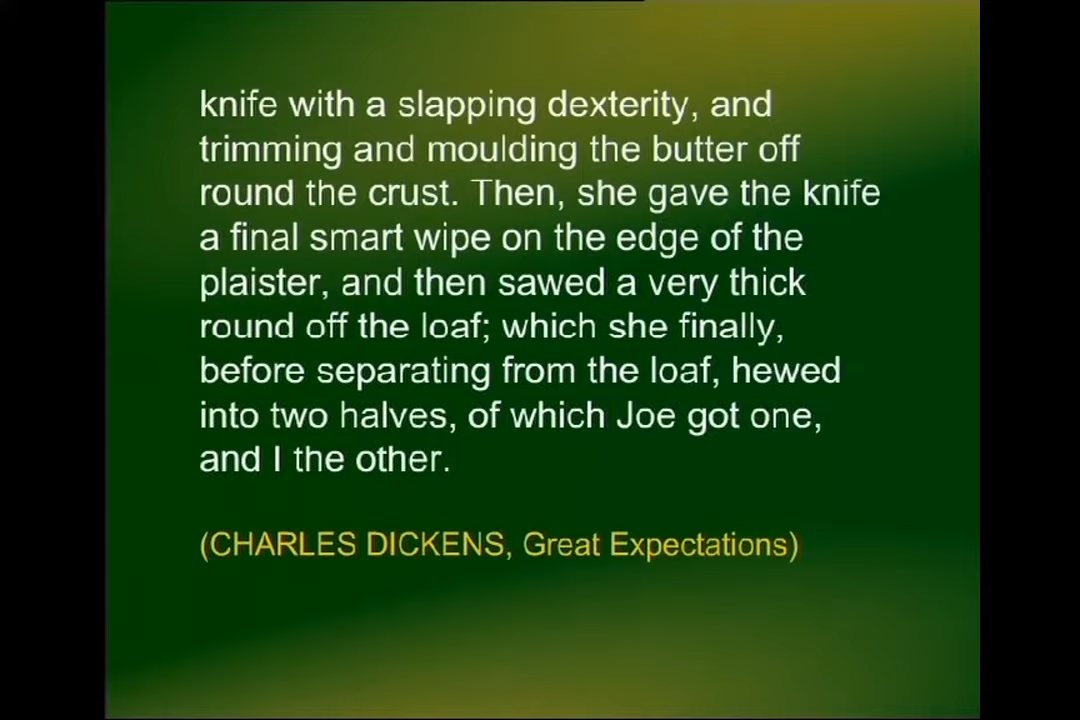 knife with a slapping dexterity, and
trimming and moulding the butter off
round the crust. Then, she gave the knife
a final smart wipe on the edge of the
plaister, and then sawed a very thick
round off the loaf; which she finally,
before separating from the loaf, hewed
into two halves, of which Joe got one,
and I the other.
(CHARLES DICKENS, Great Expectations)